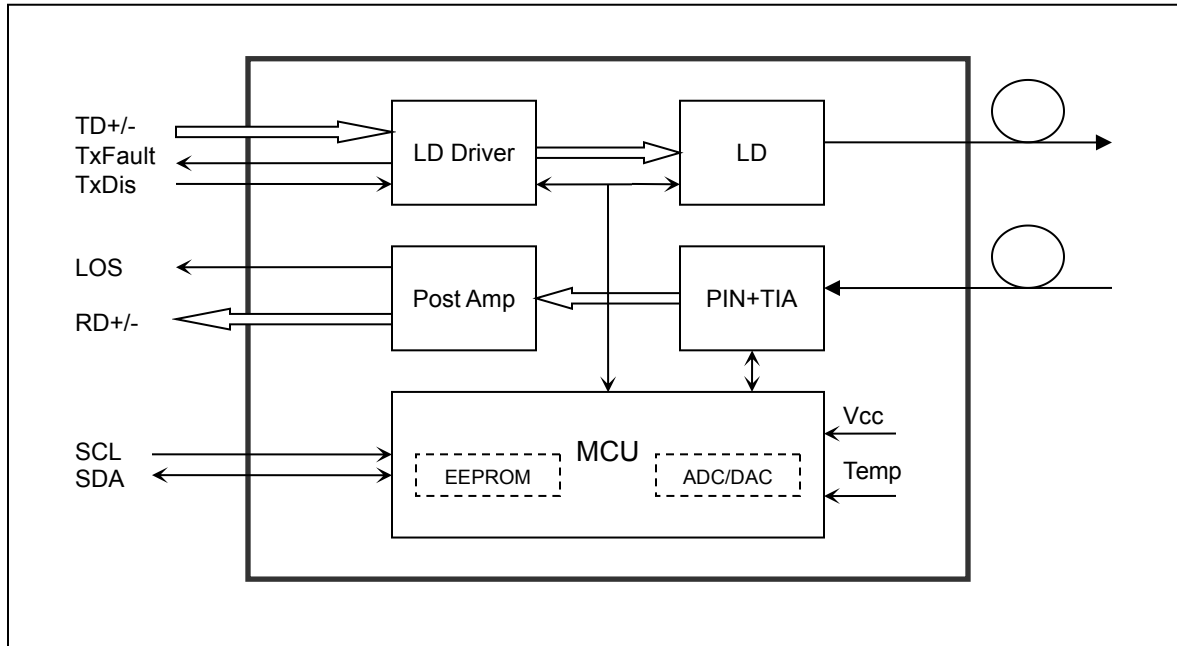 TD+/-
TxFault
TxDis
LD Driver
LD
LOS
RD+/-
Post Amp
PIN+TIA
SCL
SDA
MCU
EEPROM
ADC/DAC
Vcc
Temp